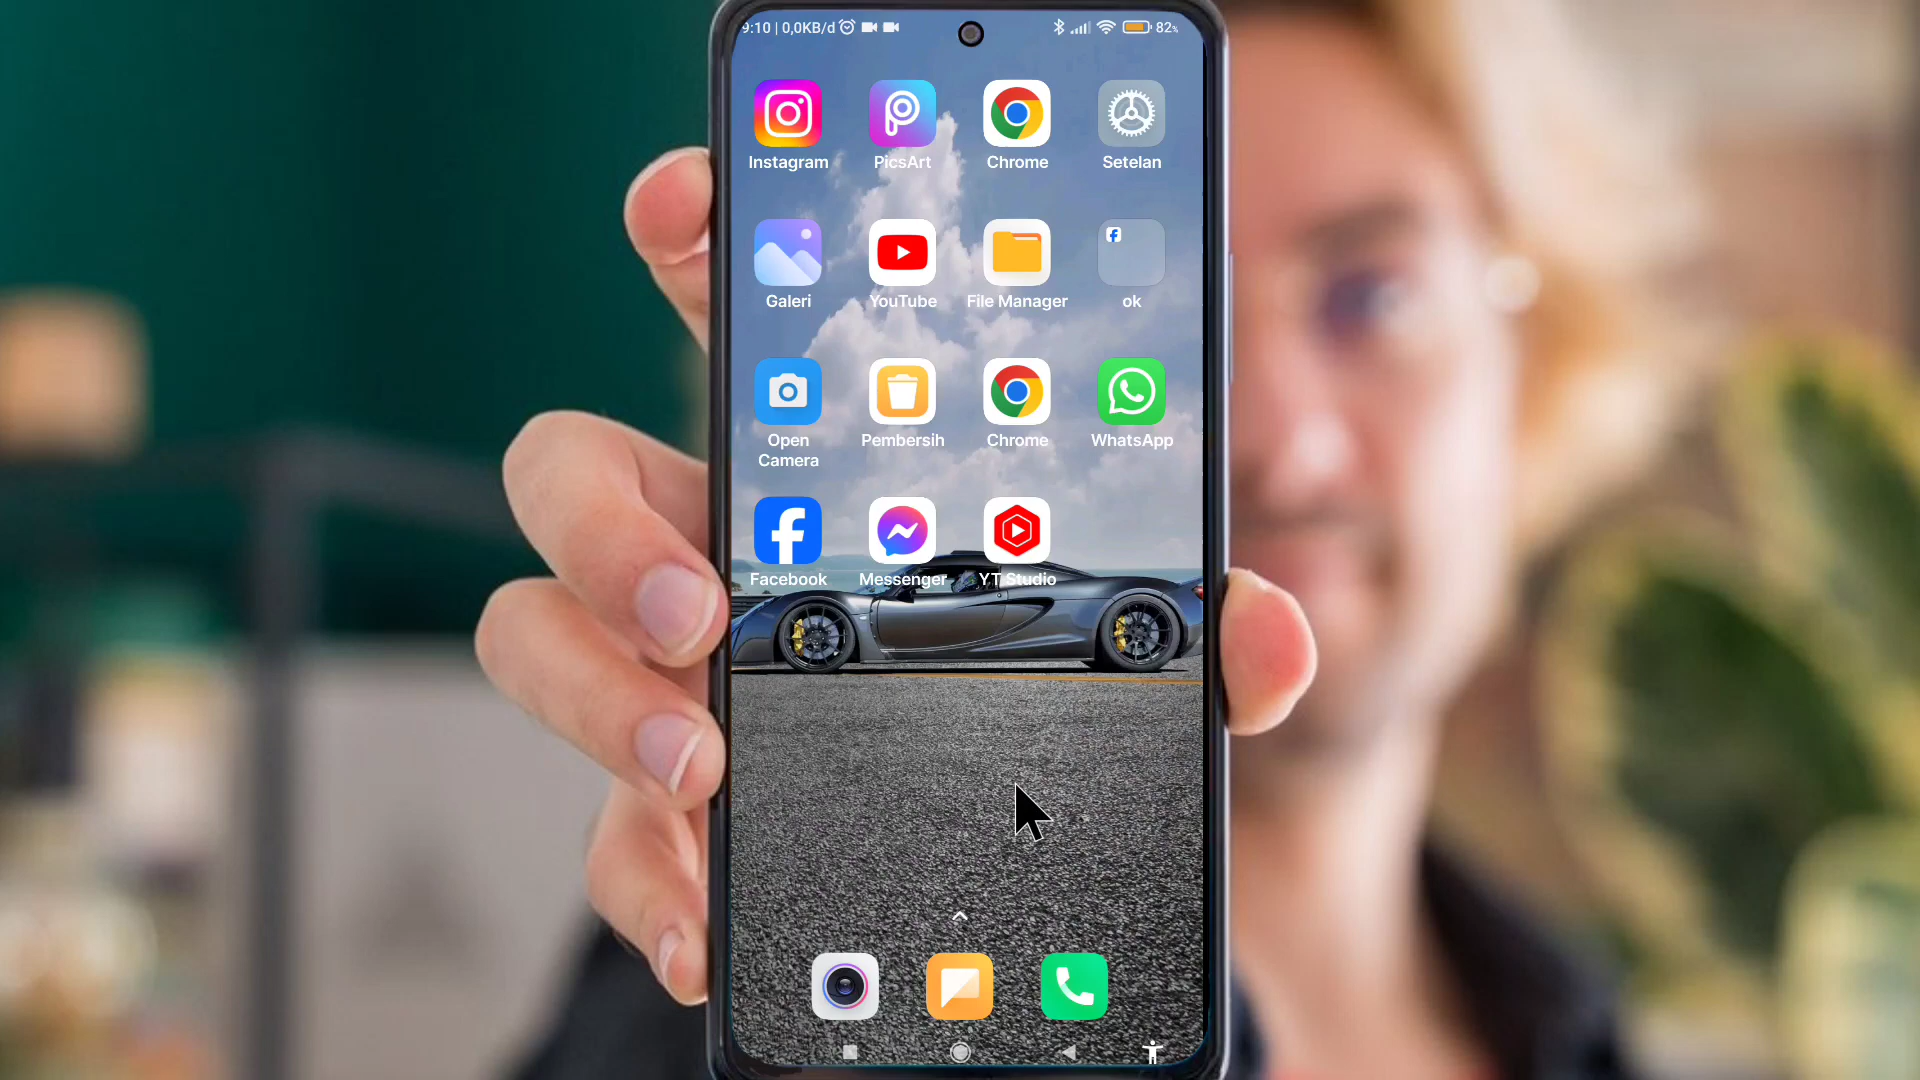 9:10 | 0,0KB/d 82%
Instagram PicsArt Chrome Setelan
Galeri YouTube File Manager ok
Open Camera Pembersih Chrome WhatsApp
Facebook Messenger YT Studio